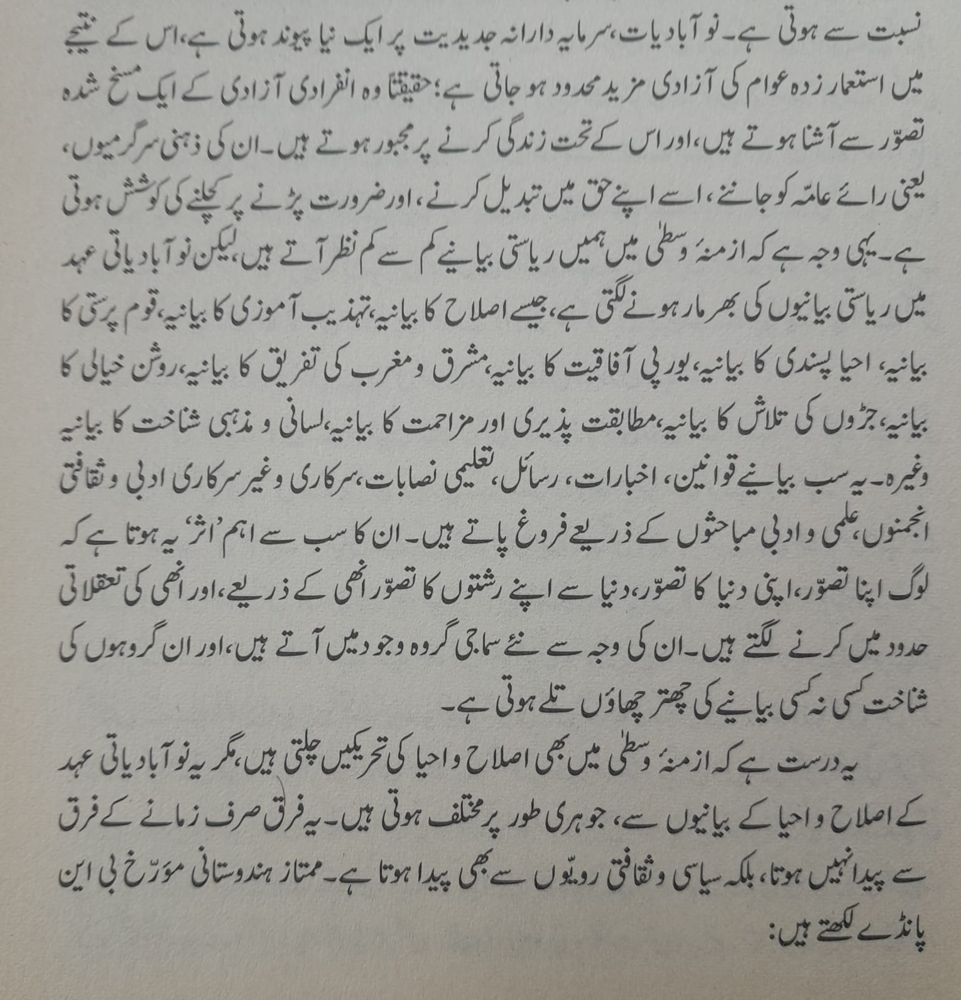 نسبت سے ہوتی ہے۔ نو آبادیات، سرمایہ دارانہ جدیدیت پر ایک نیا پیوند ہوتی ہے، اس کے نتیجے
میں استعمار زدہ عوام کی آزادی مزید محدود ہو جاتی ہے؛ حقیقتاً وہ انفرادی آزادی کے ایک مسخ شدہ
تصوّر سے آشنا ہوتے ہیں، اور اس کے تحت زندگی کرنے پر مجبور ہوتے ہیں۔ ان کی ذہنی سرگرمیوں،
یعنی رائے عامّہ کو جاننے، اسے اپنے حق میں تبدیل کرنے، اور ضرورت پڑنے پر کچلنے کی کوشش ہوتی
ہے۔ یہی وجہ ہے کہ ازمنۂ وسطیٰ میں ہمیں ریاستی بیانیے کم سے کم نظر آتے ہیں، لیکن نو آبادیاتی عہد
میں ریاستی بیانیوں کی بھر مار ہونے لگتی ہے، جیسے اصلاح کا بیانیہ، تہذیب آموزی کا بیانیہ، قوم پرستی کا
بیانیہ، احیا پسندی کا بیانیہ، یورپی آفاقیت کا بیانیہ، مشرق و مغرب کی تفریق کا بیانیہ، روشن خیالی کا
بیانیہ، جڑوں کی تلاش کا بیانیہ، مطابقت پذیری اور مزاحمت کا بیانیہ، لسانی و مذہبی شناخت کا بیانیہ
وغیرہ۔ یہ سب بیانیے قوانین، اخبارات، رسائل، تعلیمی نصابات، سرکاری و غیر سرکاری ادبی و ثقافتی
انجمنوں، علمی و ادبی مباحثوں کے ذریعے فروغ پاتے ہیں۔ ان کا سب سے اہم ’اثر‘ یہ ہوتا ہے کہ
لوگ اپنا تصوّر، اپنی دنیا کا تصوّر، دنیا سے اپنے رشتوں کا تصوّر انھی کے ذریعے، اور انھی کی تعقلاتی
حدود میں کرنے لگتے ہیں۔ ان کی وجہ سے نئے سماجی گروہ وجود میں آتے ہیں، اور ان گروہوں کی
شناخت کسی نہ کسی بیانیے کی چھتر چھاؤں تلے ہوتی ہے۔
یہ درست ہے کہ ازمنۂ وسطیٰ میں بھی اصلاح و احیا کی تحریکیں چلتی ہیں، مگر یہ نو آبادیاتی عہد
کے اصلاح و احیا کے بیانیوں سے، جوہری طور پر مختلف ہوتی ہیں۔ یہ فرق صرف زمانے کے فرق
سے پیدا نہیں ہوتا، بلکہ سیاسی و ثقافتی رویّوں سے بھی پیدا ہوتا ہے۔ ممتاز ہندوستانی مؤرّخ بی این
پانڈے لکھتے ہیں: